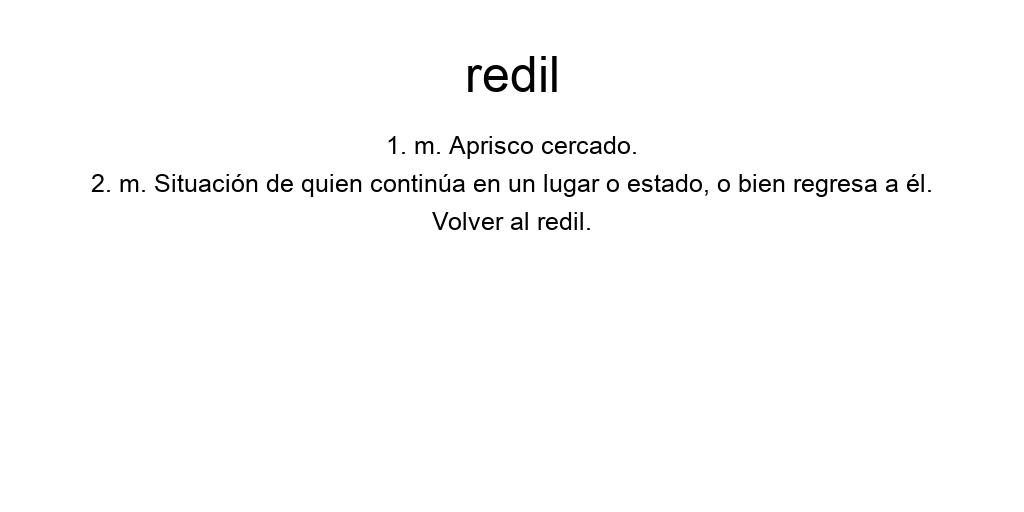 redil
1. m. Aprisco cercado.
2. m. Situación de quien continúa en un lugar o estado, o bien regresa a él.
Volver al redil.